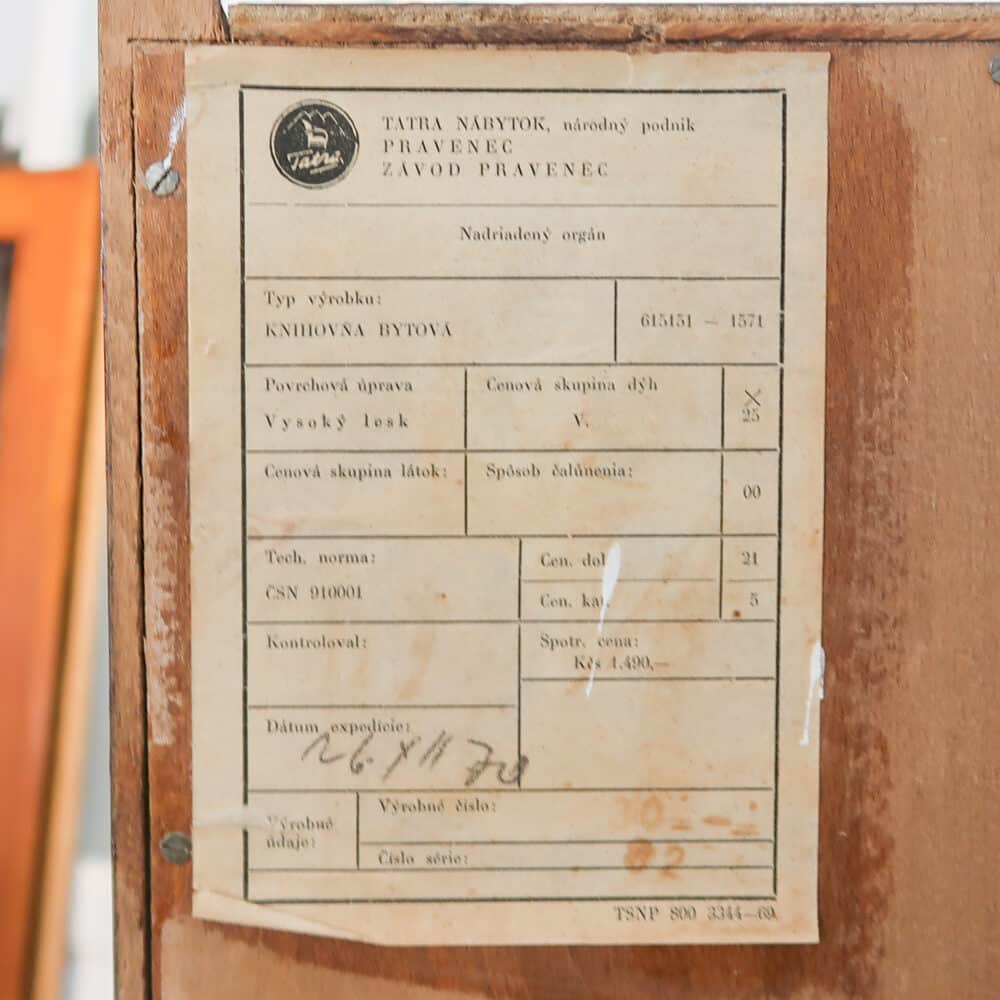 Tatra
TATRA NÁBYTOK, národný podnik
PRAVENEC
ZÁVOD PRAVENEC
Nadriadený orgán
Typ výrobku:
KNIHOVŇA BYTOVÁ
615151 — 1571
Povrchová úprava
Vysoký lesk
Cenová skupina dýh
V.
25
Cenová skupina látok:
Spôsob čalúnenia:
00
Tech. norma:
ČSN 910001
Cen. dol.
21
Cen. kat.
5
Kontroloval:
Spotr. cena:
Kčs 1.490,—
Dátum expedície:
Výrobné
údaje:
Výrobné číslo:
Číslo série:
TSNP 800 3344—69